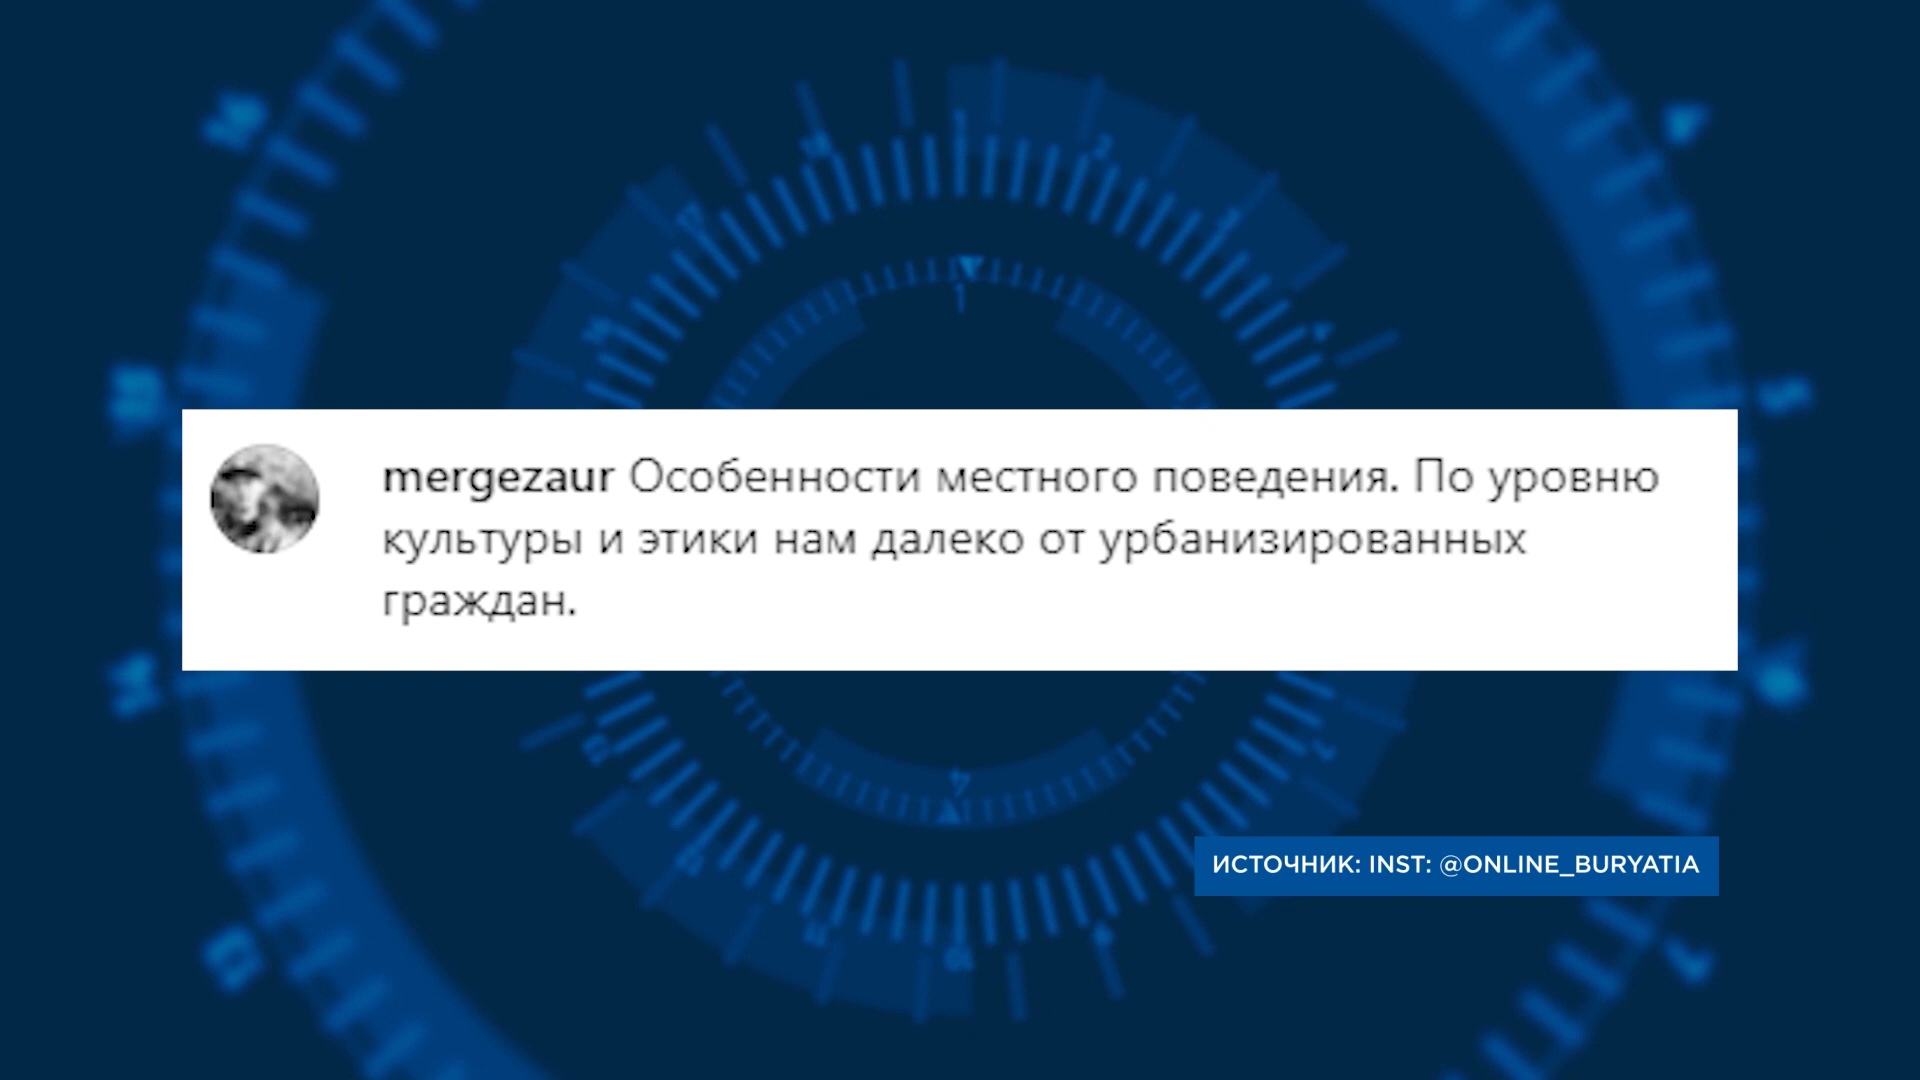 mergezaur Особенности местного поведения. По уровню
культуры и этики нам далеко от урбанизированных
граждан.
ИСТОЧНИК: INST: @ONLINE_BURYATIA